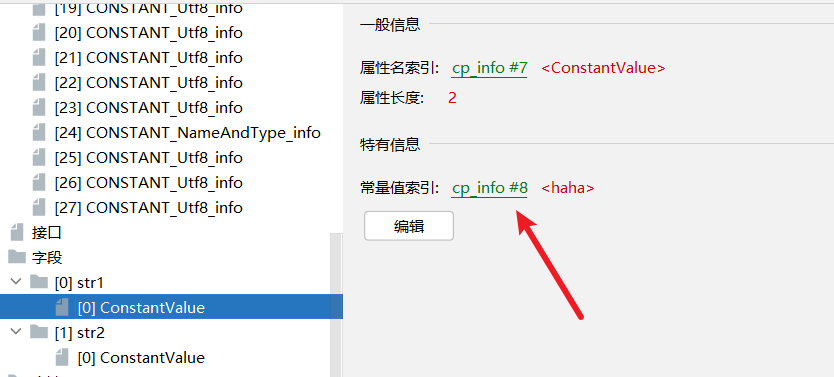 [19] CONSTANT_Utf8_info
[20] CONSTANT_Utf8_info
[21] CONSTANT_Utf8_info
[22] CONSTANT_Utf8_info
[23] CONSTANT_Utf8_info
[24] CONSTANT_NameAndType_info
[25] CONSTANT_Utf8_info
[26] CONSTANT_Utf8_info
[27] CONSTANT_Utf8_info
接口
字段
[0] str1
[0] ConstantValue
[1] str2
[0] ConstantValue
一般信息
属性名索引: cp_info #7 <ConstantValue>
属性长度: 2
特有信息
常量值索引: cp_info #8 <haha>
编辑